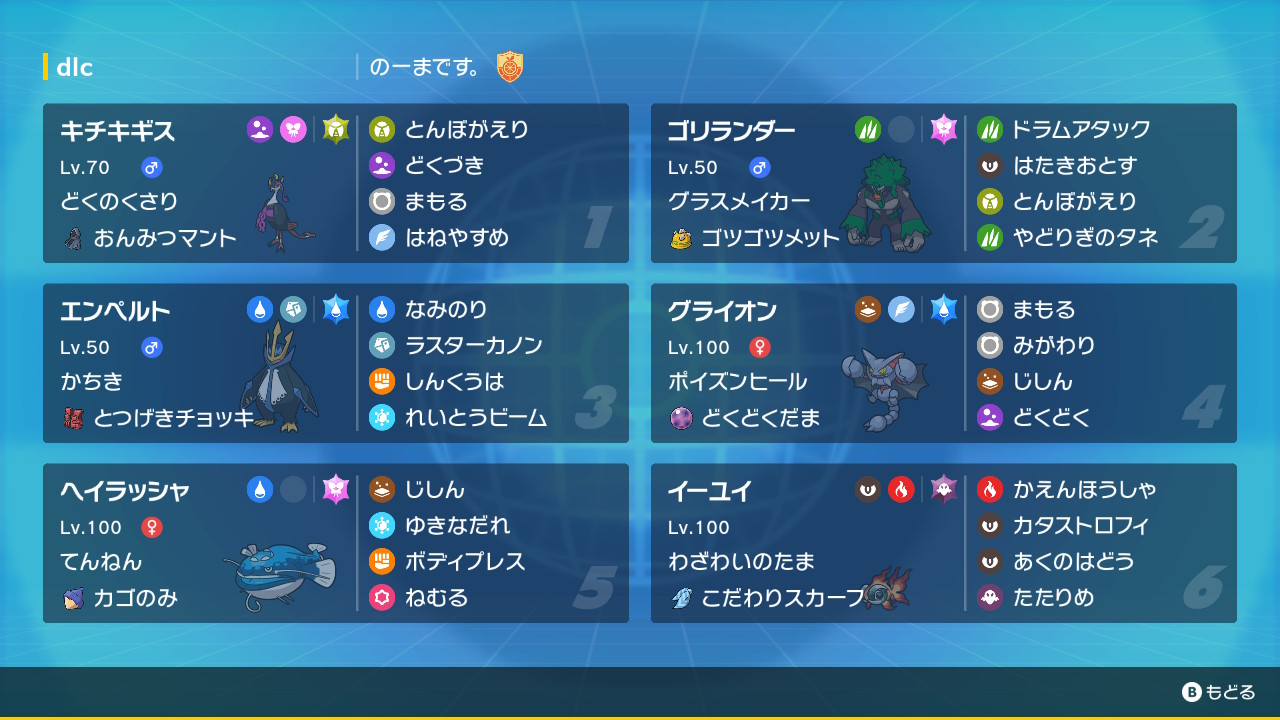 dlc
のーまです。
キチキギス
Lv.70
どくのくさり
おんみつマント
とんぼがえり
どくづき
まもる
はねやすめ
1
ゴリランダー
Lv.50
グラスメイカー
ゴツゴツメット
ドラムアタック
はたきおとす
とんぼがえり
やどりぎのタネ
2
エンペルト
Lv.50
かちき
とつげきチョッキ
なみのり
ラスターカノン
しんくうは
れいとうビーム
3
グライオン
Lv.100
ポイズンヒール
どくどくだま
まもる
みがわり
じしん
どくどく
4
ヘイラッシャ
Lv.100
てんねん
カゴのみ
じしん
ゆきなだれ
ボディプレス
ねむる
5
イーユイ
Lv.100
わざわいのたま
こだわりスカーフ
かえんほうしゃ
カタストロフィ
あくのはどう
たたりめ
6
B もどる